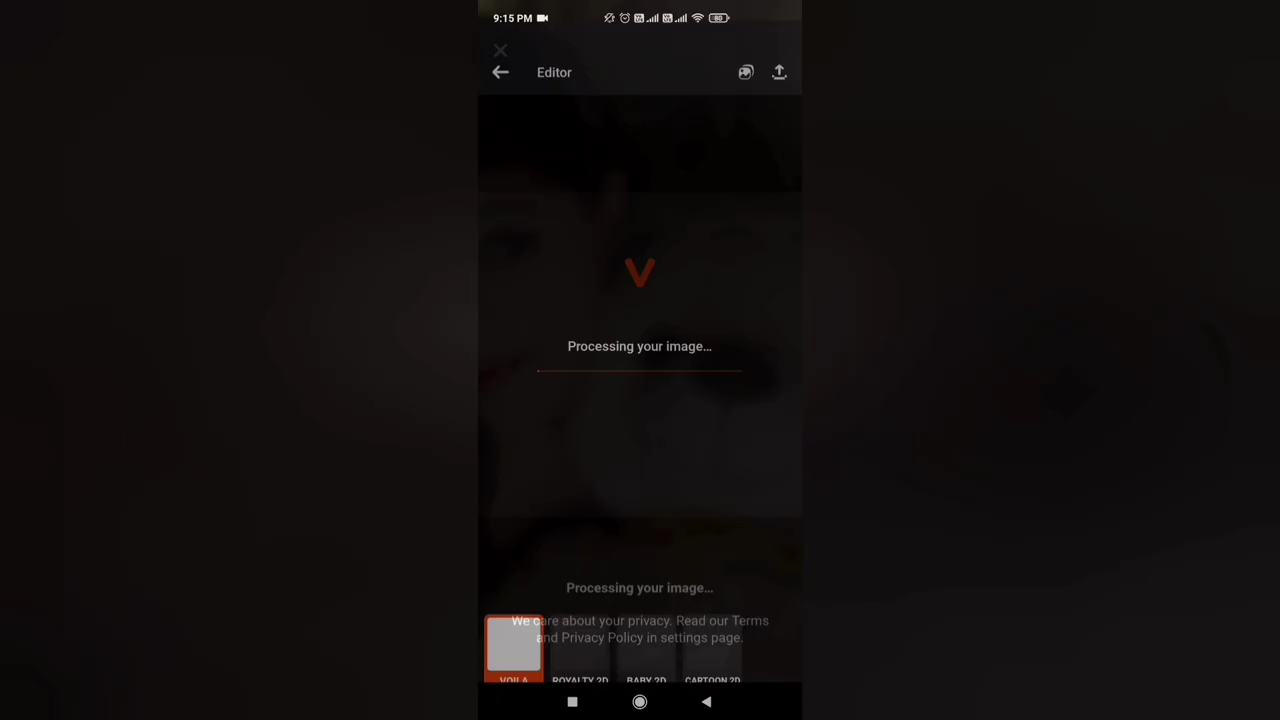 9:15 PM
80
Editor
V
Processing your image...
Processing your image...
We care about your privacy. Read our Terms
and Privacy Policy in settings page.
VOILA ROYALTY 2D BABY 2D CARTOON 2D